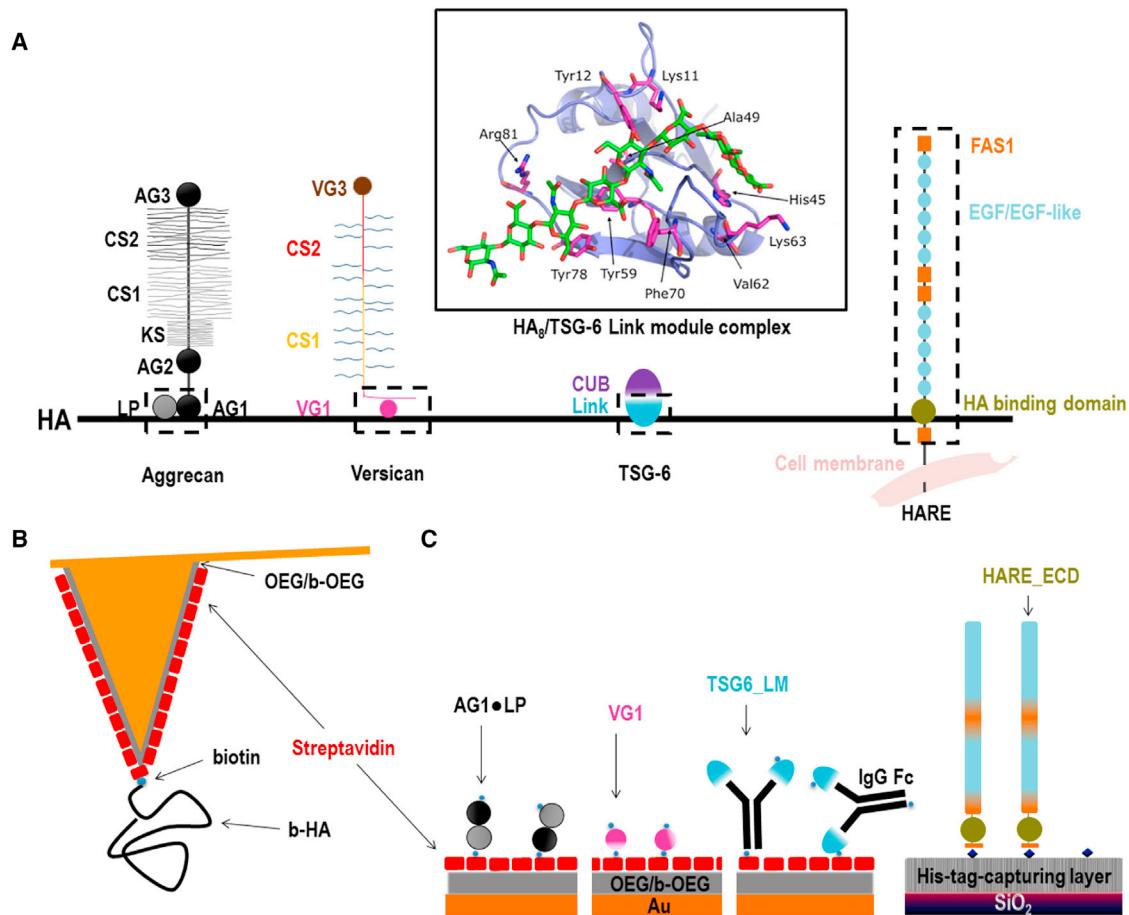 A
Tyr12
Lys11
Ala49
Arg81
His45
Lys63
Tyr78
Tyr59
Val62
Phe70
HA8/TSG-6 Link module complex
AG3
CS2
CS1
KS
AG2
LP
AG1
HA
Aggrecan
VG3
CS2
CS1
VG1
Versican
CUB
Link
TSG-6
FAS1
EGF/EGF-like
HA binding domain
Cell membrane
HARE
B
OEG/b-OEG
Streptavidin
biotin
b-HA
C
AG1●LP
VG1
TSG6_LM
IgG Fc
HARE_ECD
OEG/b-OEG
Au
His-tag-capturing layer
SiO2